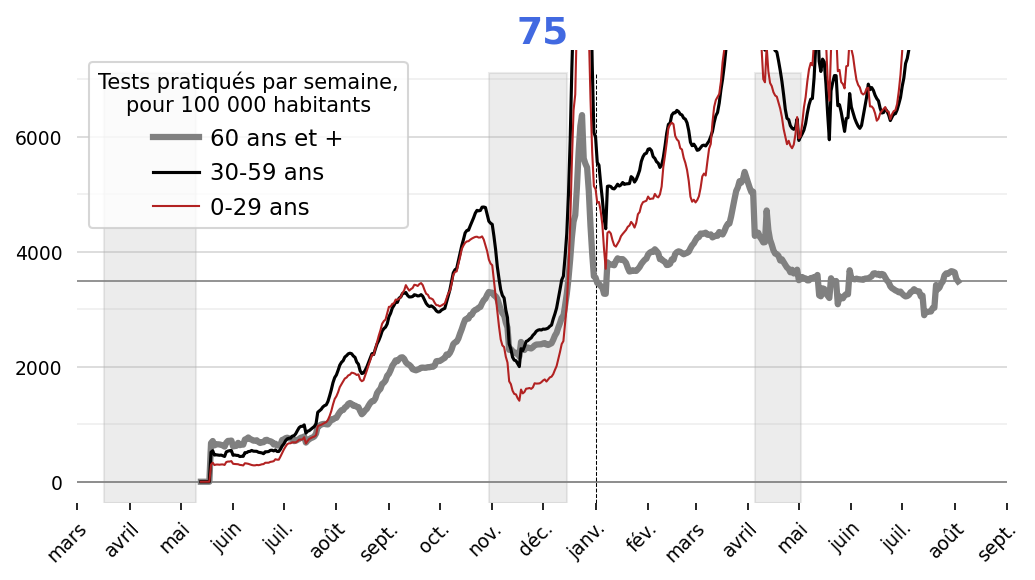 75
Tests pratiqués par semaine,
pour 100 000 habitants
60 ans et +
30-59 ans
0-29 ans
6000
4000
2000
0
mars avril mai juin juil. août sept. oct. nov. déc. janv. fév. mars avril mai juin juil. août sept.